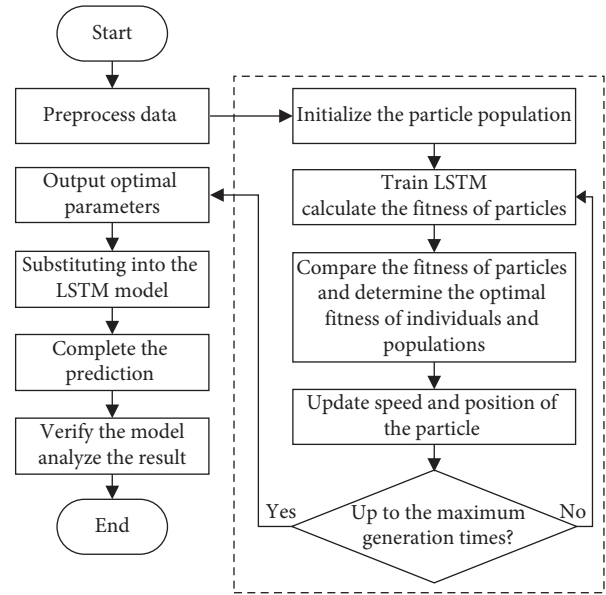 Start
Preprocess data
Initialize the particle population
Train LSTM
calculate the fitness of particles
Compare the fitness of particles
and determine the optimal
fitness of individuals and
populations
Update speed and position of
the particle
Up to the maximum
generation times?
Yes
No
Output optimal
parameters
Substituting into the
LSTM model
Complete the
prediction
Verify the model
analyze the result
End